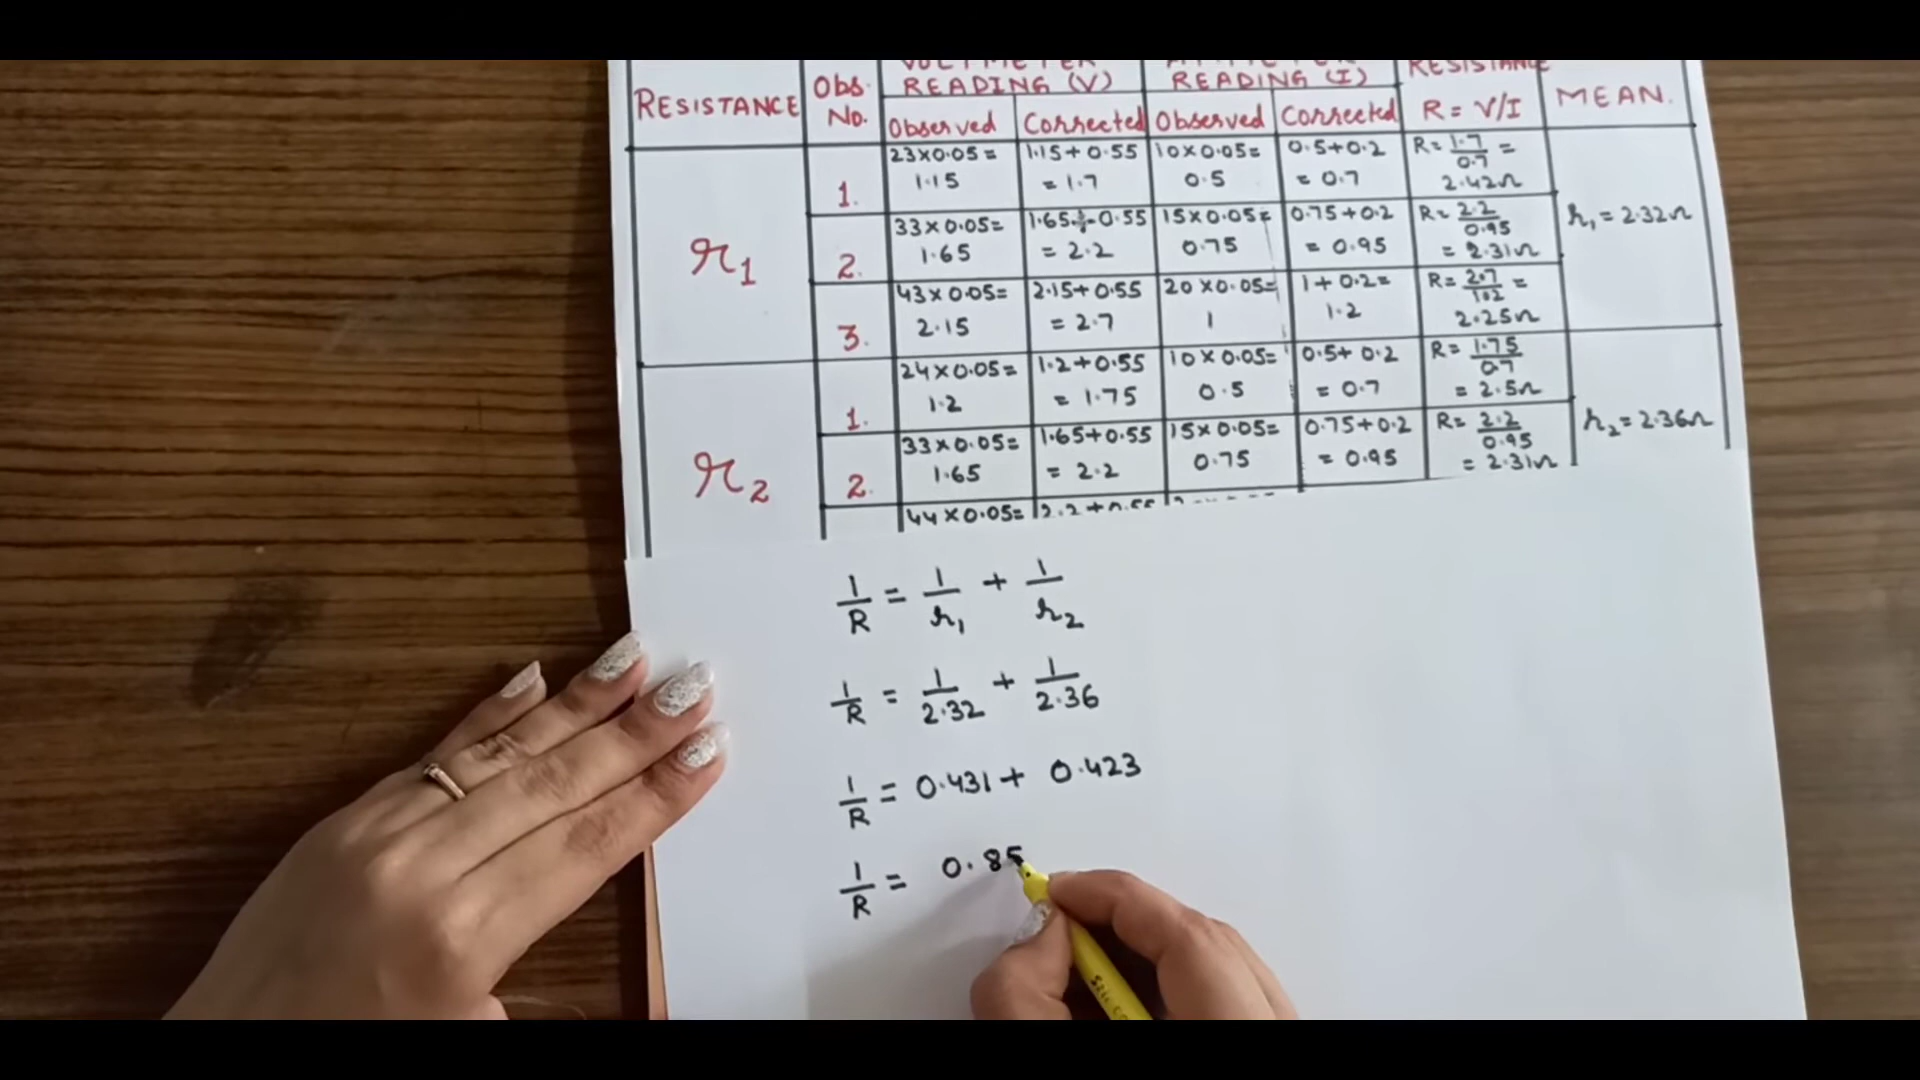 READING (V) READING (I) RESISTANCE
RESISTANCE Obs. No. Observed Corrected Observed Corrected R = V/I MEAN.
r1
1. 23×0.05= 1.15 1.15+0.55 = 1.7 10×0.05= 0.5 0.5+0.2 = 0.7 R= 1.7/0.7 = 2.42Ω
2. 33×0.05= 1.65 1.65+0.55 = 2.2 15×0.05= 0.75 0.75+0.2 = 0.95 R= 2.2/0.95 = 2.31Ω r1=2.32Ω
3. 43×0.05= 2.15 2.15+0.55 = 2.7 20×0.05= 1 1+0.2= 1.2 R= 2.7/1.2 = 2.25Ω
r2
1. 24×0.05= 1.2 1.2+0.55 = 1.75 10×0.05= 0.5 0.5+0.2 = 0.7 R= 1.75/0.7 = 2.5Ω
2. 33×0.05= 1.65 1.65+0.55 = 2.2 15×0.05= 0.75 0.75+0.2 = 0.95 R= 2.2/0.95 = 2.31Ω r2=2.36Ω
44×0.05= 2.2+0.55
1/R = 1/r1 + 1/r2
1/R = 1/2.32 + 1/2.36
1/R = 0.431 + 0.423
1/R = 0.85